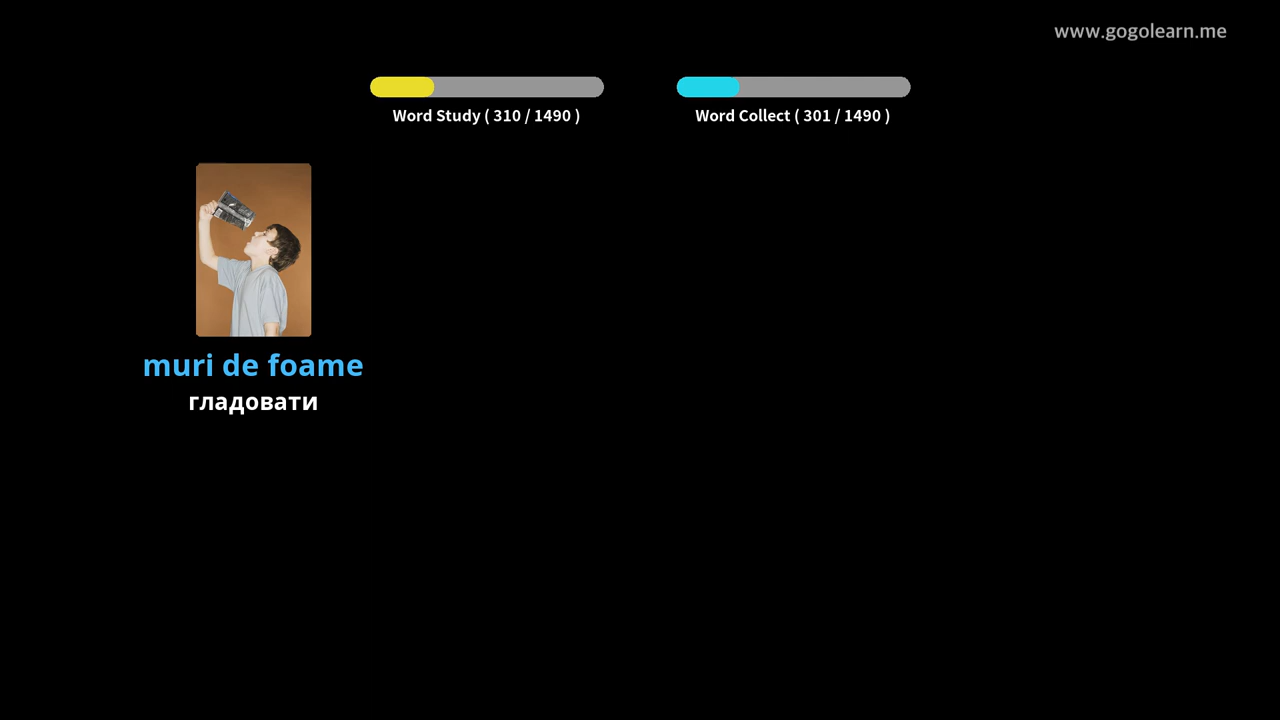 www.gogolearn.me
Word Study ( 310 / 1490 )
Word Collect ( 301 / 1490 )
muri de foame
гладовати